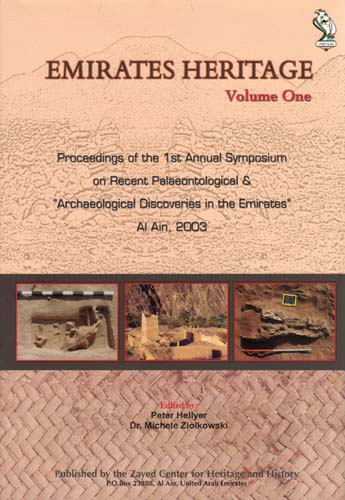 EMIRATES HERITAGE
Volume One
Proceedings of the 1st Annual Symposium
on Recent Palaeontological &
"Archaeological Discoveries in the Emirates"
Al Ain, 2003
Edited by
Peter Hellyer
Dr. Michele Ziolkowski
Published by the Zayed Center for Heritage and History
P.O.Box 23888, Al Ain, United Arab Emirates